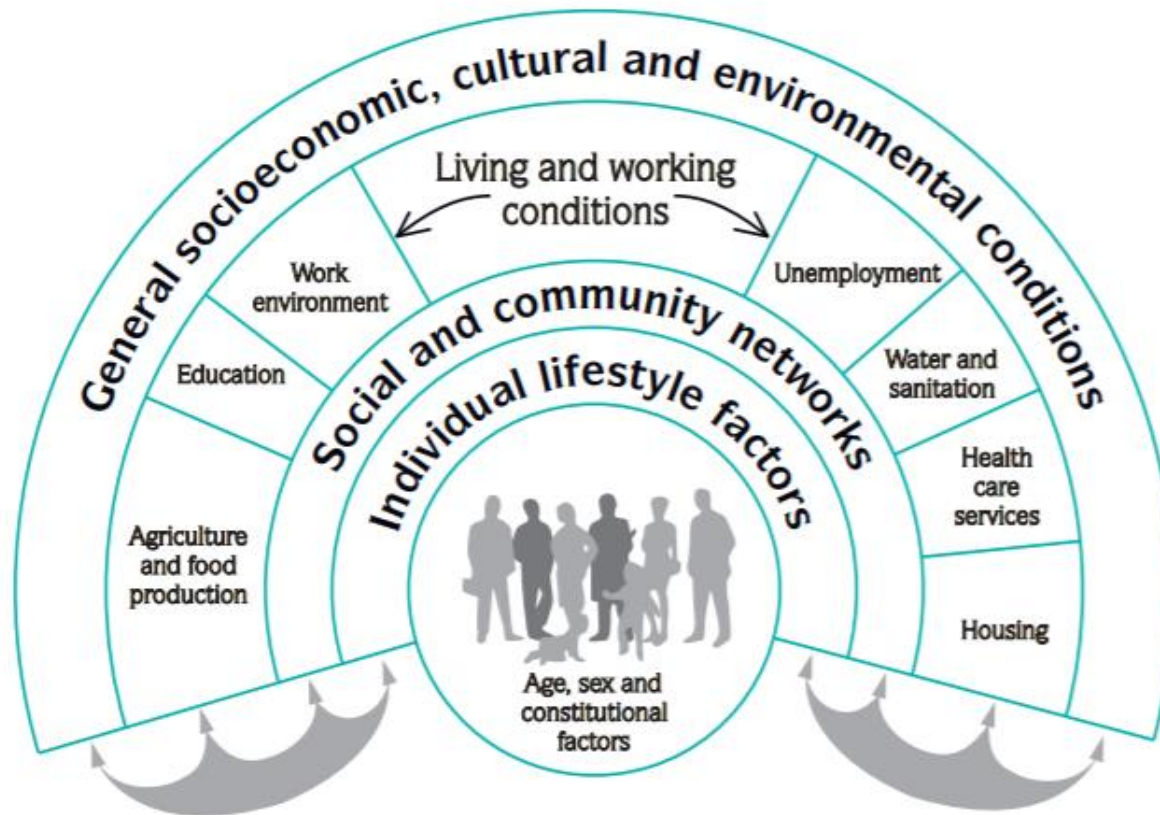 General socioeconomic, cultural and environmental conditions
Living and working
conditions
Work
environment
Education
Agriculture
and food
production
Unemployment
Water and
sanitation
Health
care
services
Housing
Social and community networks
Individual lifestyle factors
Age, sex and
constitutional
factors